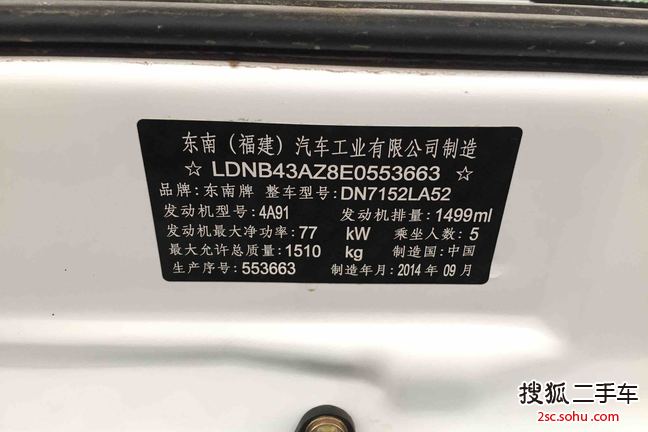 东南（福建）汽车工业有限公司制造
☆ LDNB43AZ8E0553663 ☆
品牌：东南牌 整车型号：DN7152LA52
发动机型号：4A91 发动机排量：1499ml
发动机最大净功率：77 kW 乘坐人数：5
最大允许总质量：1510 kg 制造国：中国
生产序号：553663 制造年月：2014 年 09 月
搜狐 二手车
2sc.sohu.com